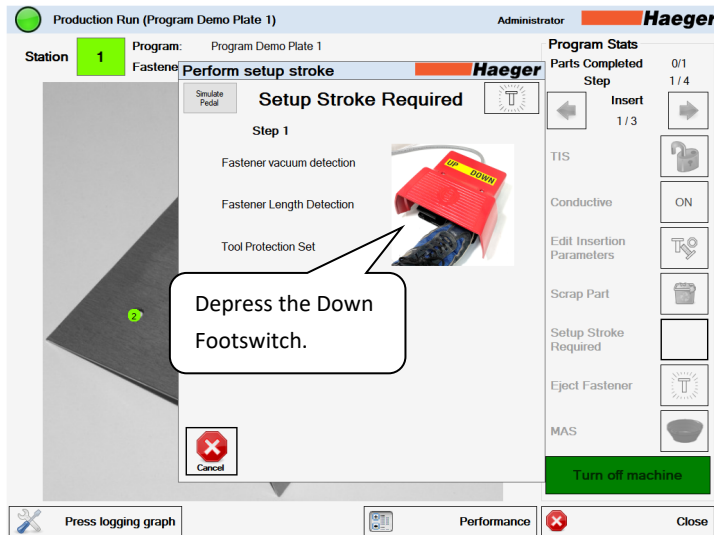 Production Run (Program Demo Plate 1)
Administrator
Haeger
Station
1
Program:
Program Demo Plate 1
Fastene
Perform setup stroke
Haeger
Simulate
Pedal
Setup Stroke Required
Step 1
Fastener vacuum detection
Fastener Length Detection
Tool Protection Set
UP DOWN
Depress the Down
Footswitch.
2
Cancel
Program Stats
Parts Completed
0/1
Step
1 / 4
Insert
1 / 3
TIS
Conductive
ON
Edit Insertion
Parameters
Scrap Part
Setup Stroke
Required
Eject Fastener
MAS
Turn off machine
Press logging graph
Performance
Close